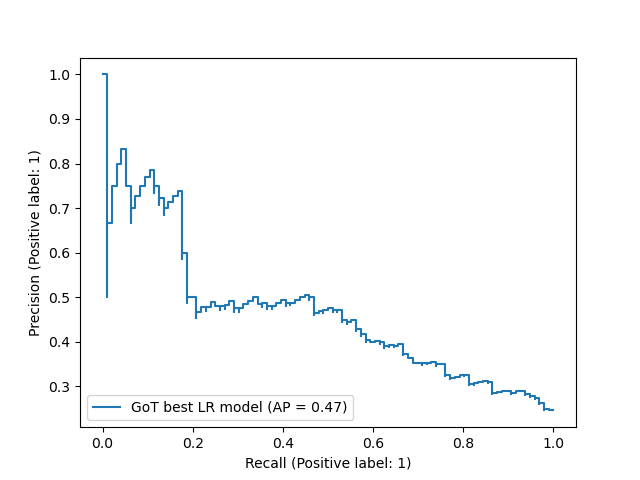 1.0
0.9
0.8
0.7
0.6
0.5
0.4
0.3
Precision (Positive label: 1)
GoT best LR model (AP = 0.47)
0.0 0.2 0.4 0.6 0.8 1.0
Recall (Positive label: 1)